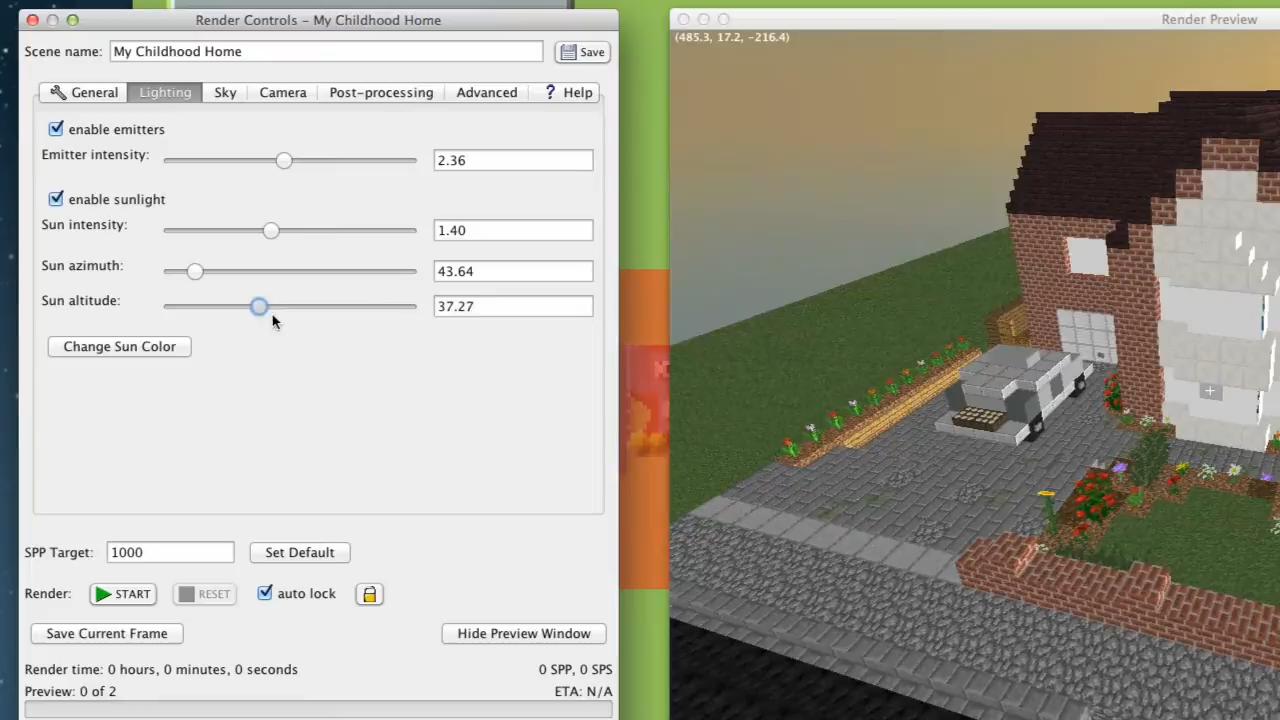 Render Controls - My Childhood Home
Scene name: My Childhood Home Save
General Lighting Sky Camera Post-processing Advanced ? Help
enable emitters
Emitter intensity: 2.36
enable sunlight
Sun intensity: 1.40
Sun azimuth: 43.64
Sun altitude: 37.27
Change Sun Color
SPP Target: 1000 Set Default
Render: START RESET auto lock
Save Current Frame Hide Preview Window
Render time: 0 hours, 0 minutes, 0 seconds 0 SPP, 0 SPS
Preview: 0 of 2 ETA: N/A
Render Preview
(485.3, 17.2, -216.4)